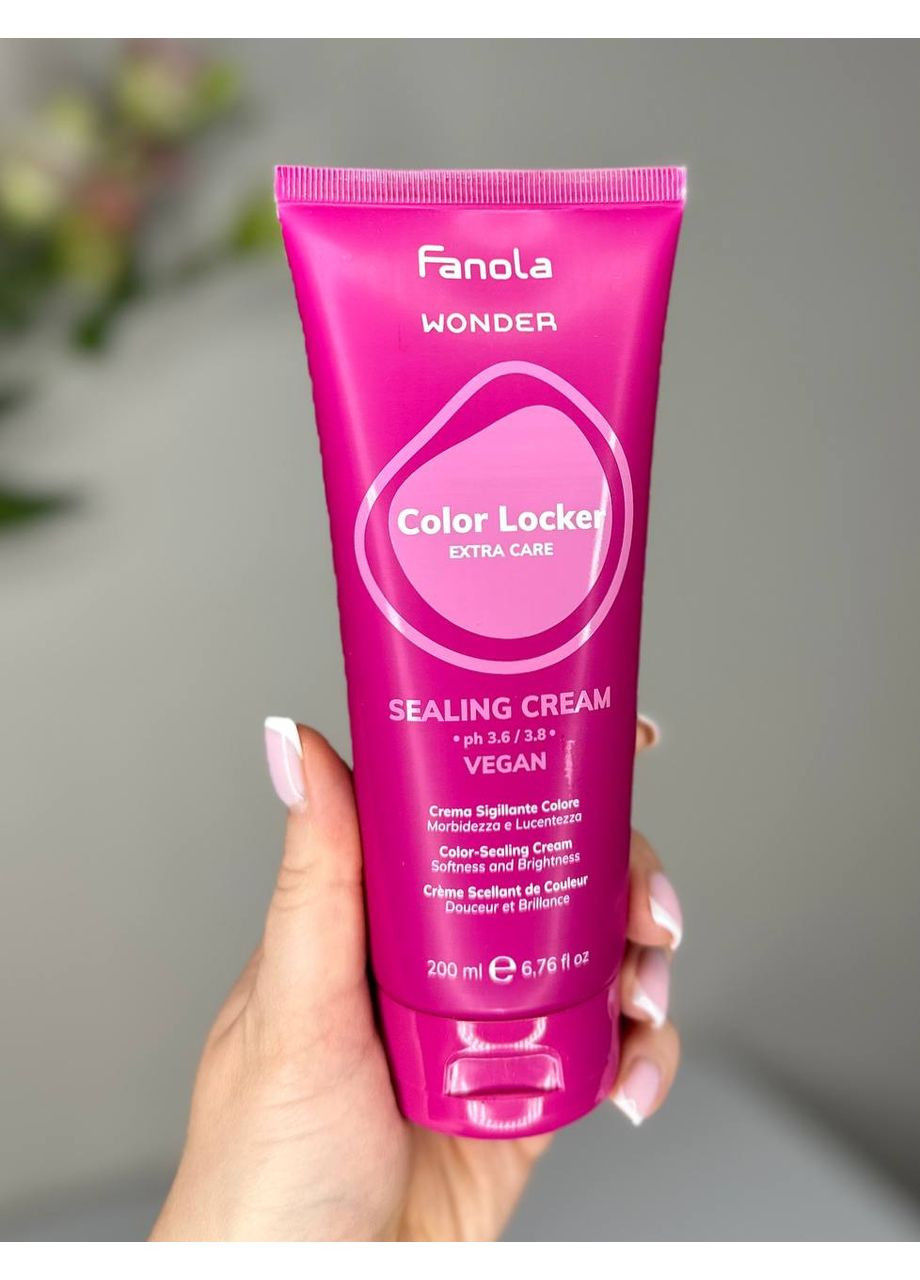 Fanola
WONDER
Color Locker
EXTRA CARE
SEALING CREAM
• ph 3.6 / 3.8 •
VEGAN
Crema Sigillante Colore
Morbidezza e Lucentezza
Color-Sealing Cream
Softness and Brightness
Crème Scellant de Couleur
Douceur et Brillance
200 ml e 6,76 fl oz